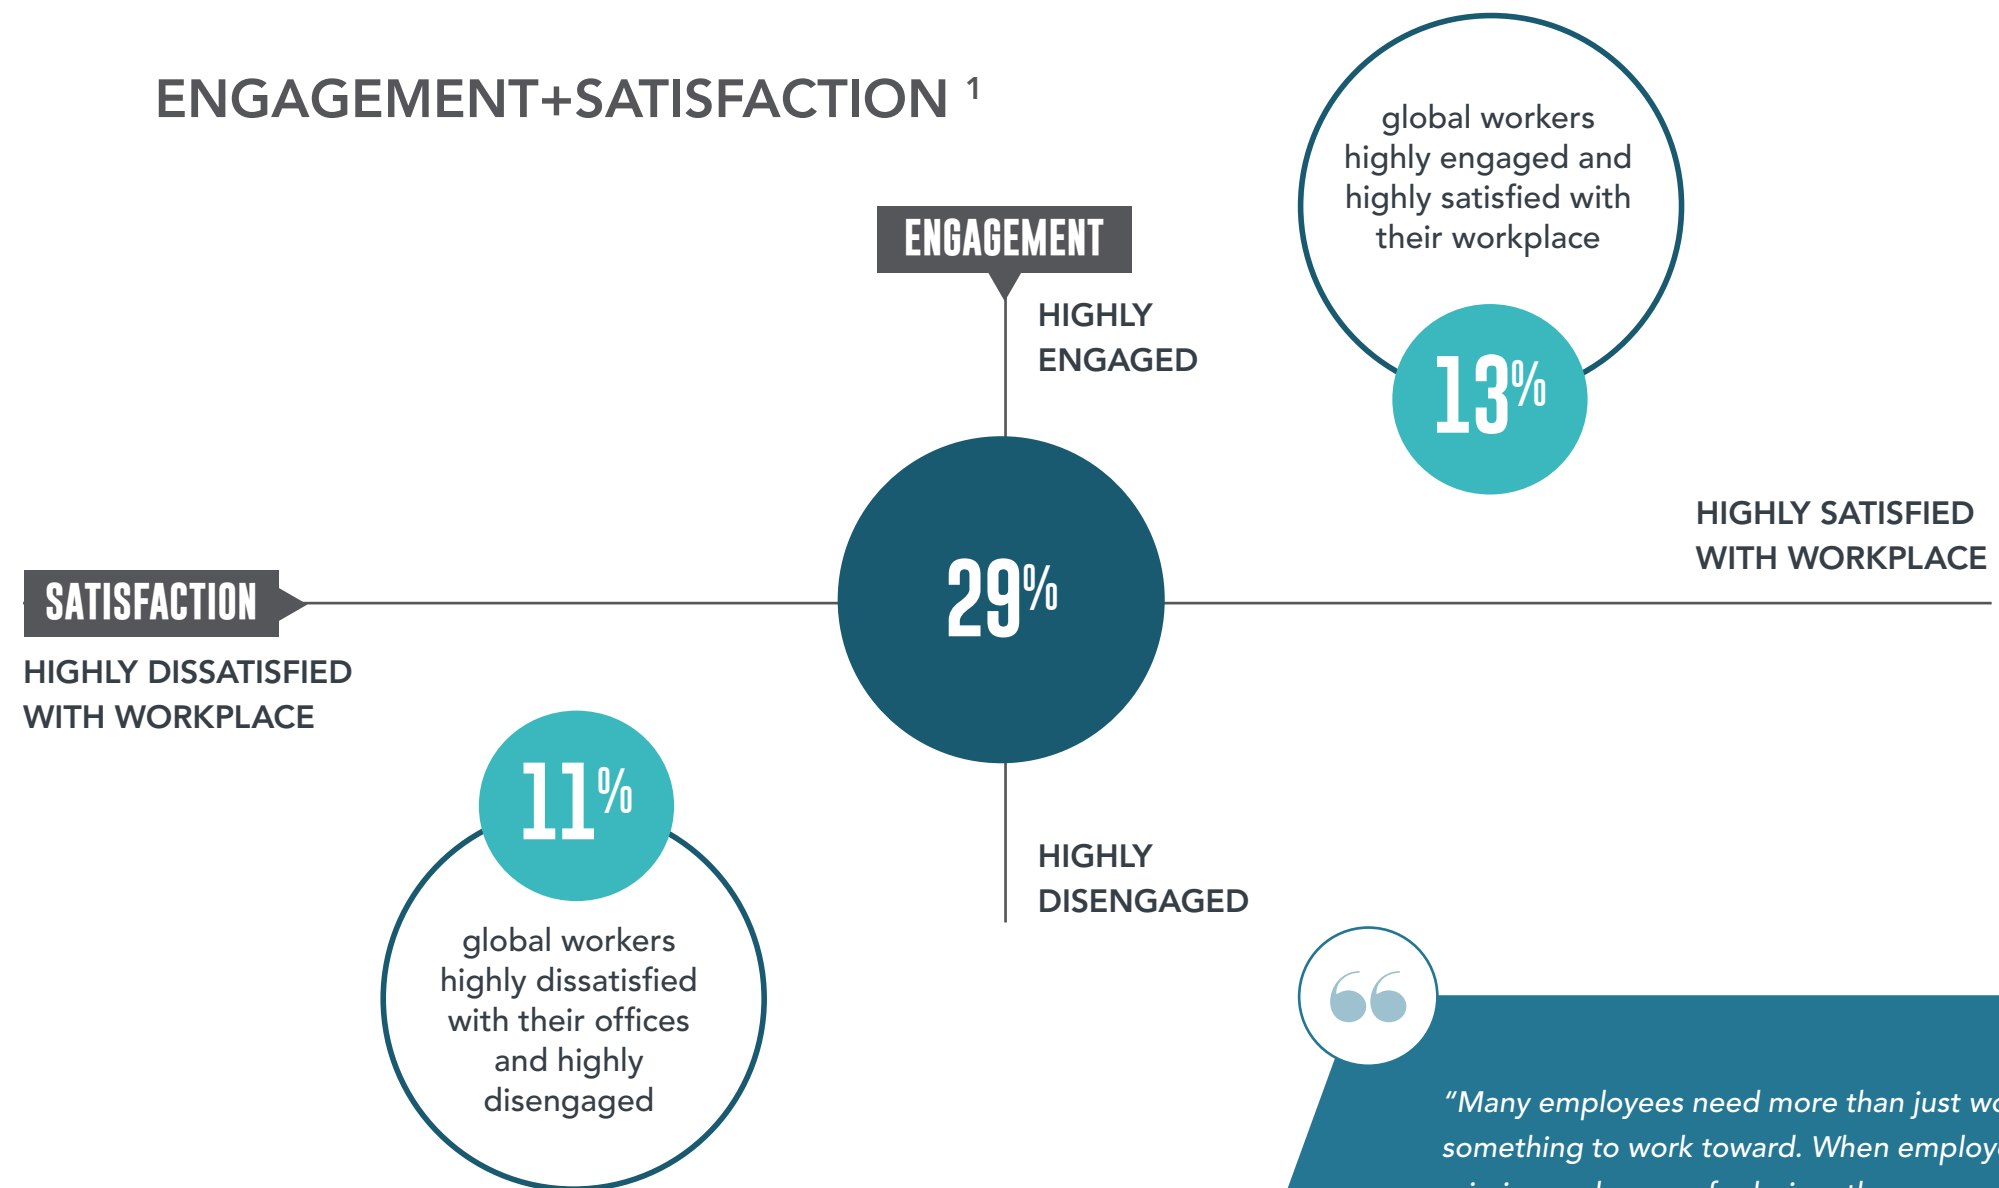 ENGAGEMENT+SATISFACTION 1
global workers
highly engaged and
highly satisfied with
their workplace
13%
ENGAGEMENT
HIGHLY
ENGAGED
29%
HIGHLY SATISFIED
WITH WORKPLACE
SATISFACTION
HIGHLY DISSATISFIED
WITH WORKPLACE
11%
global workers
highly dissatisfied
with their offices
and highly
disengaged
HIGHLY
DISENGAGED
“Many employees need more than just
something to work toward. When